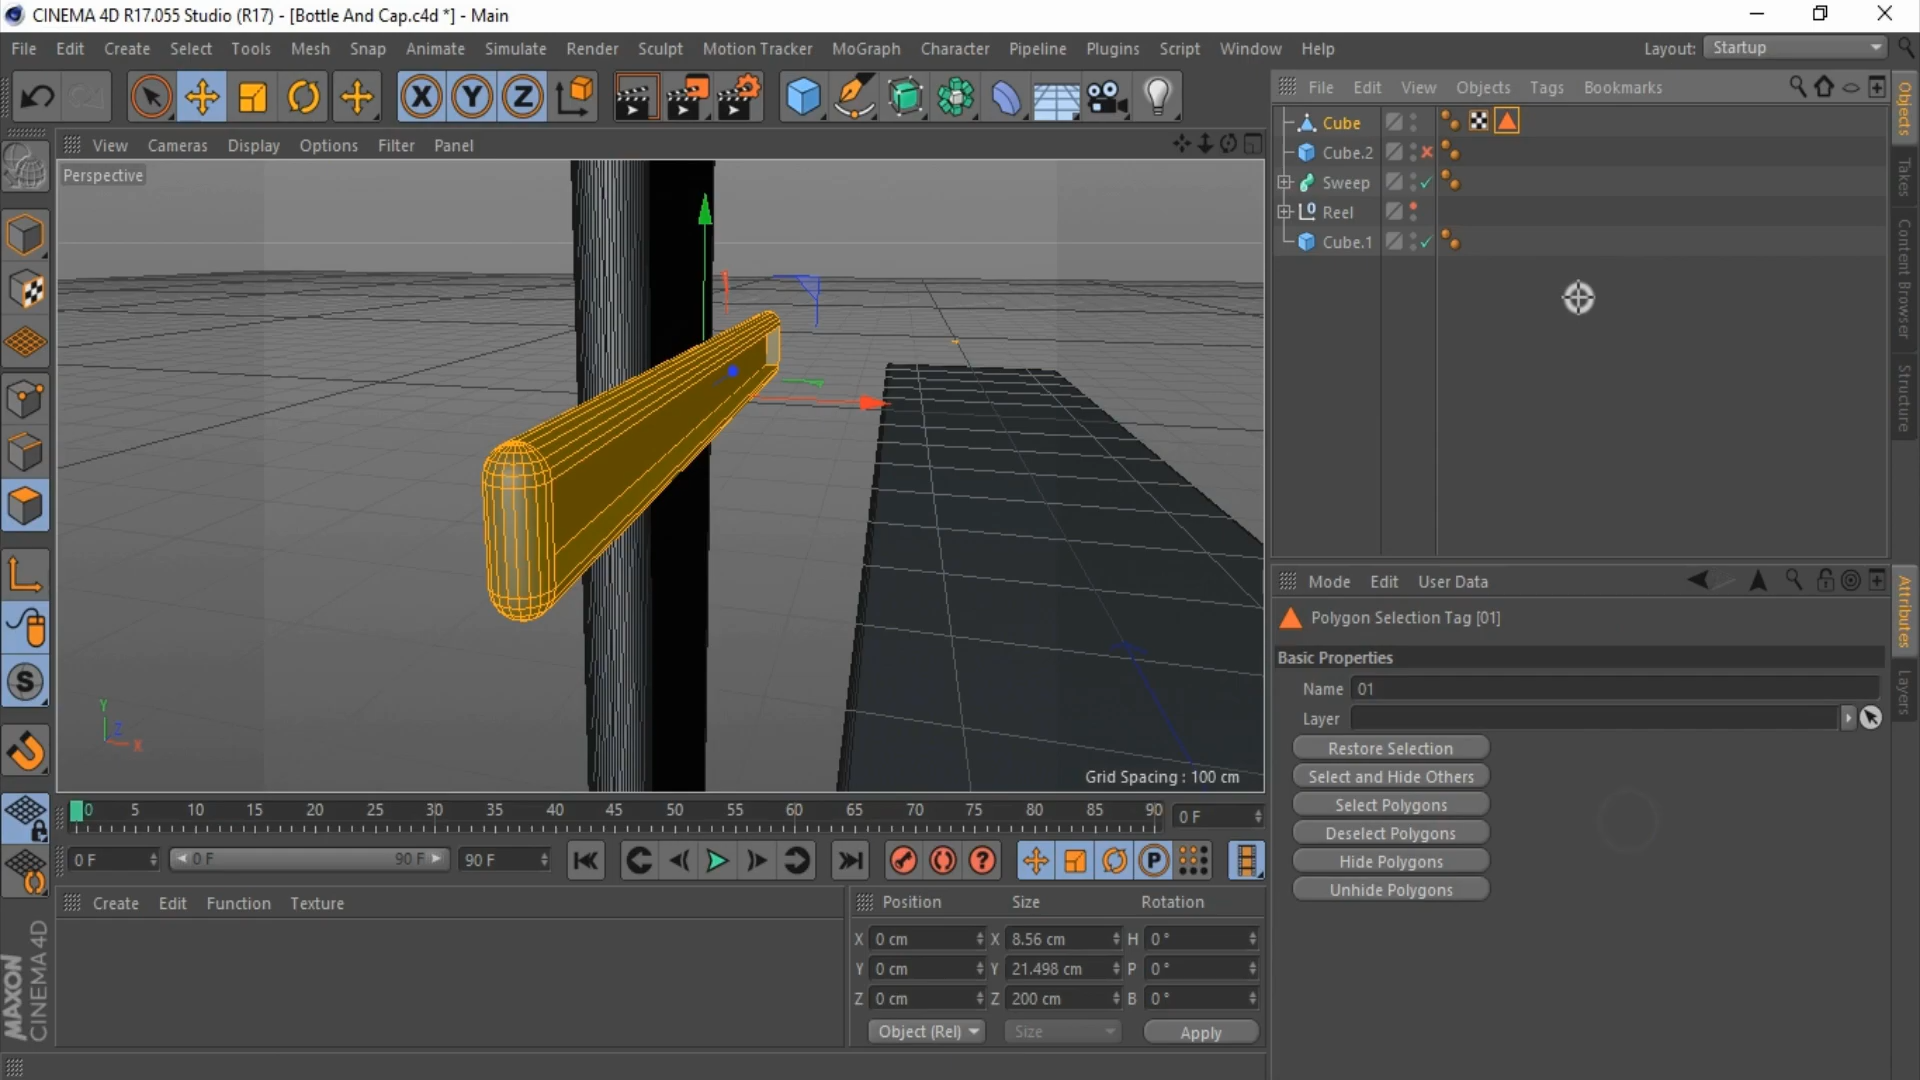 CINEMA 4D R17.055 Studio (R17) - [Bottle And Cap.c4d *] - Main
File Edit Create Select Tools Mesh Snap Animate Simulate Render Sculpt Motion Tracker MoGraph Character Pipeline Plugins Script Window Help Layout: Startup
X Y Z
File Edit View Objects Tags Bookmarks
View Cameras Display Options Filter Panel
Perspective
Cube
Cube.2
Sweep
Reel
Cube.1
Objects
Takes
Content Browser
Structure
Y
Z
X
Grid Spacing : 100 cm
Mode Edit User Data
Polygon Selection Tag [01]
Basic Properties
Name 01
Layer
Restore Selection
Select and Hide Others
Select Polygons
Deselect Polygons
Hide Polygons
Unhide Polygons
Attributes
Layers
S
0 5 10 15 20 25 30 35 40 45 50 55 60 65 70 75 80 85 90 0 F
0 F 0 F 90 F 90 F ? P
Create Edit Function Texture
Position Size Rotation
X 0 cm X 8.56 cm H 0 °
Y 0 cm Y 21.498 cm P 0 °
Z 0 cm Z 200 cm B 0 °
Object (Rel) Size Apply
MAXON
CINEMA 4D